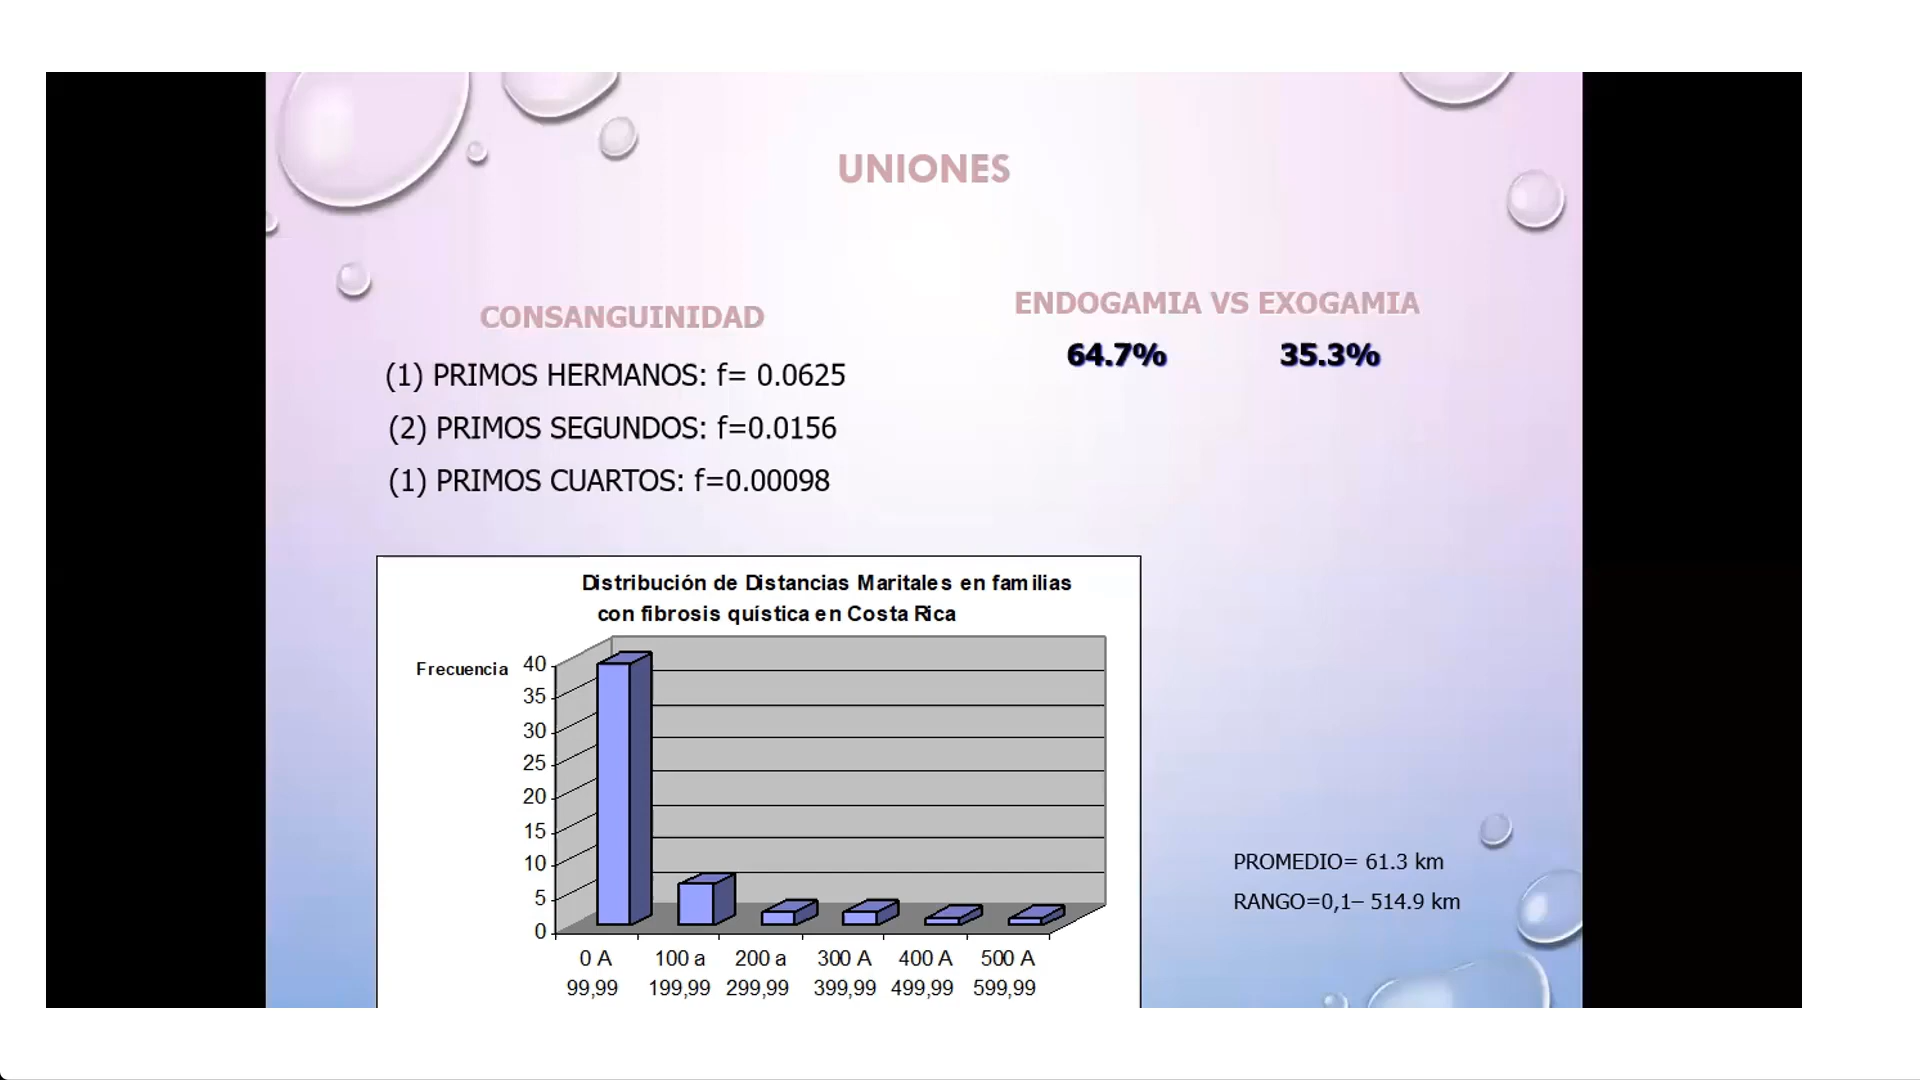 UNIONES
CONSANGUINIDAD
(1) PRIMOS HERMANOS: f= 0.0625
(2) PRIMOS SEGUNDOS: f=0.0156
(1) PRIMOS CUARTOS: f=0.00098
ENDOGAMIA VS EXOGAMIA
64.7% 35.3%
Distribución de Distancias Maritales en familias
con fibrosis quística en Costa Rica
Frecuencia
40
35
30
25
20
15
10
5
0
0 A 100 a 200 a 300 A 400 A 500 A
99,99 199,99 299,99 399,99 499,99 599,99
PROMEDIO= 61.3 km
RANGO=0,1– 514.9 km